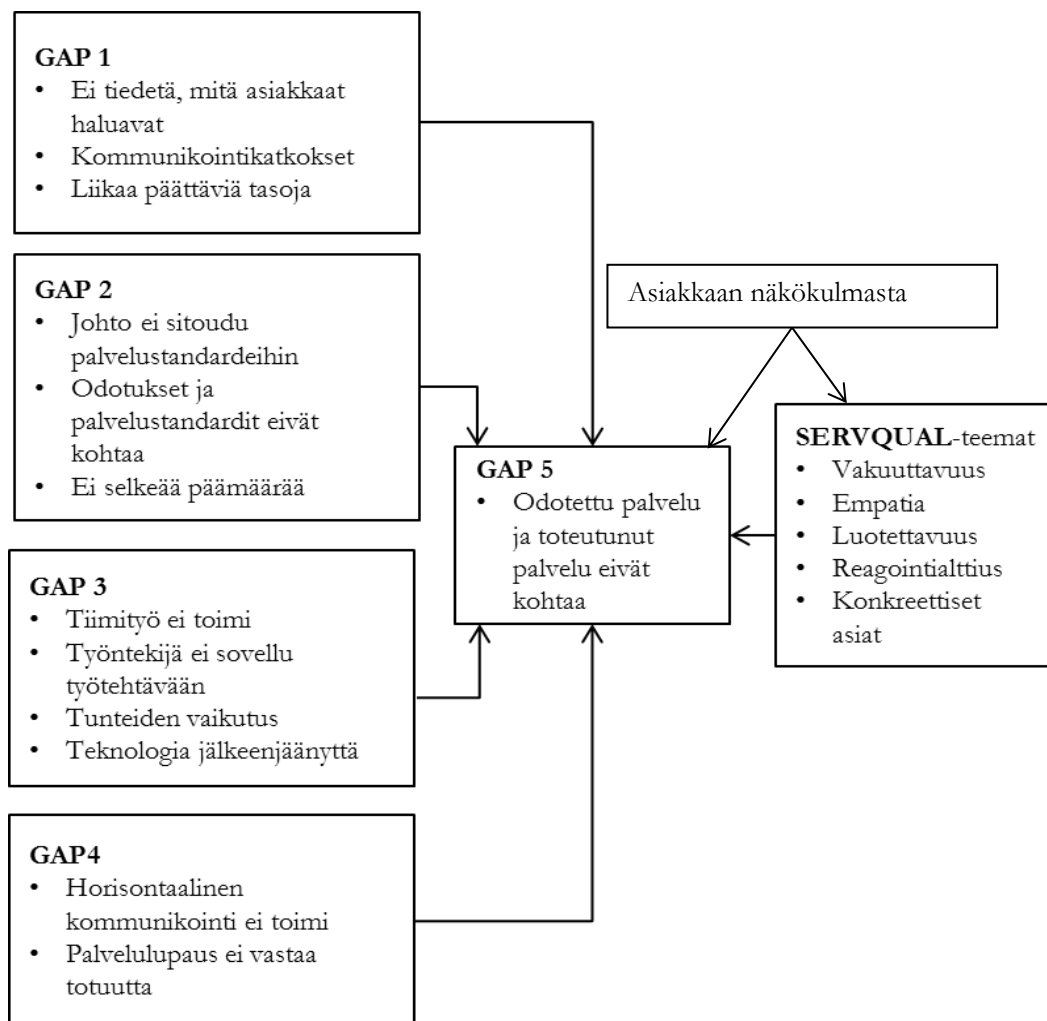 GAP 1
• Ei tiedetä, mitä asiakkaat
haluavat
• Kommunikointikatkokset
• Liikaa päättäviä tasoja
GAP 2
• Johto ei sitoudu
palvelustandardeihin
• Odotukset ja
palvelustandardit eivät
kohtaa
• Ei selkeää päämäärää
GAP 3
• Tiimityö ei toimi
• Työntekijä ei sovellu
työtehtävään
• Tunteiden vaikutus
• Teknologia jälkeenjäänyttä
GAP4
• Horisontaalinen
kommunikointi ei toimi
• Palvelulupaus ei vastaa
totuutta
GAP 5
• Odotettu palvelu
ja toteutunut
palvelu eivät
kohtaa
Asiakkaan näkökulmasta
SERVQUAL-teemat
• Vakuuttavuus
• Empatia
• Luotettavuus
• Reagointialttius
• Konkreettiset
asiat